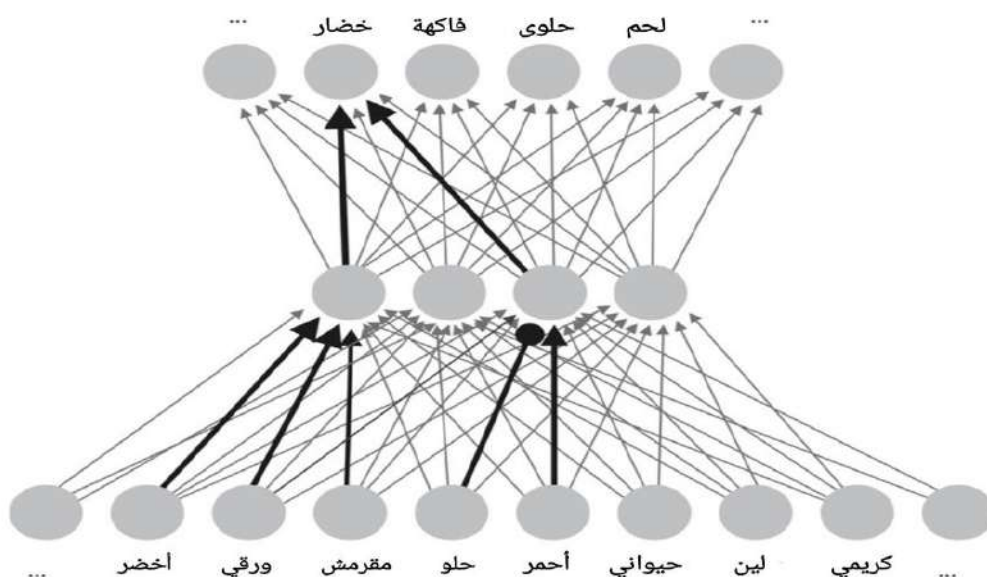 ... خضار فاكهة حلوى لحم ...
... أخضر ورقي مقرمش حلو أحمر حيواني لين كريمي ...